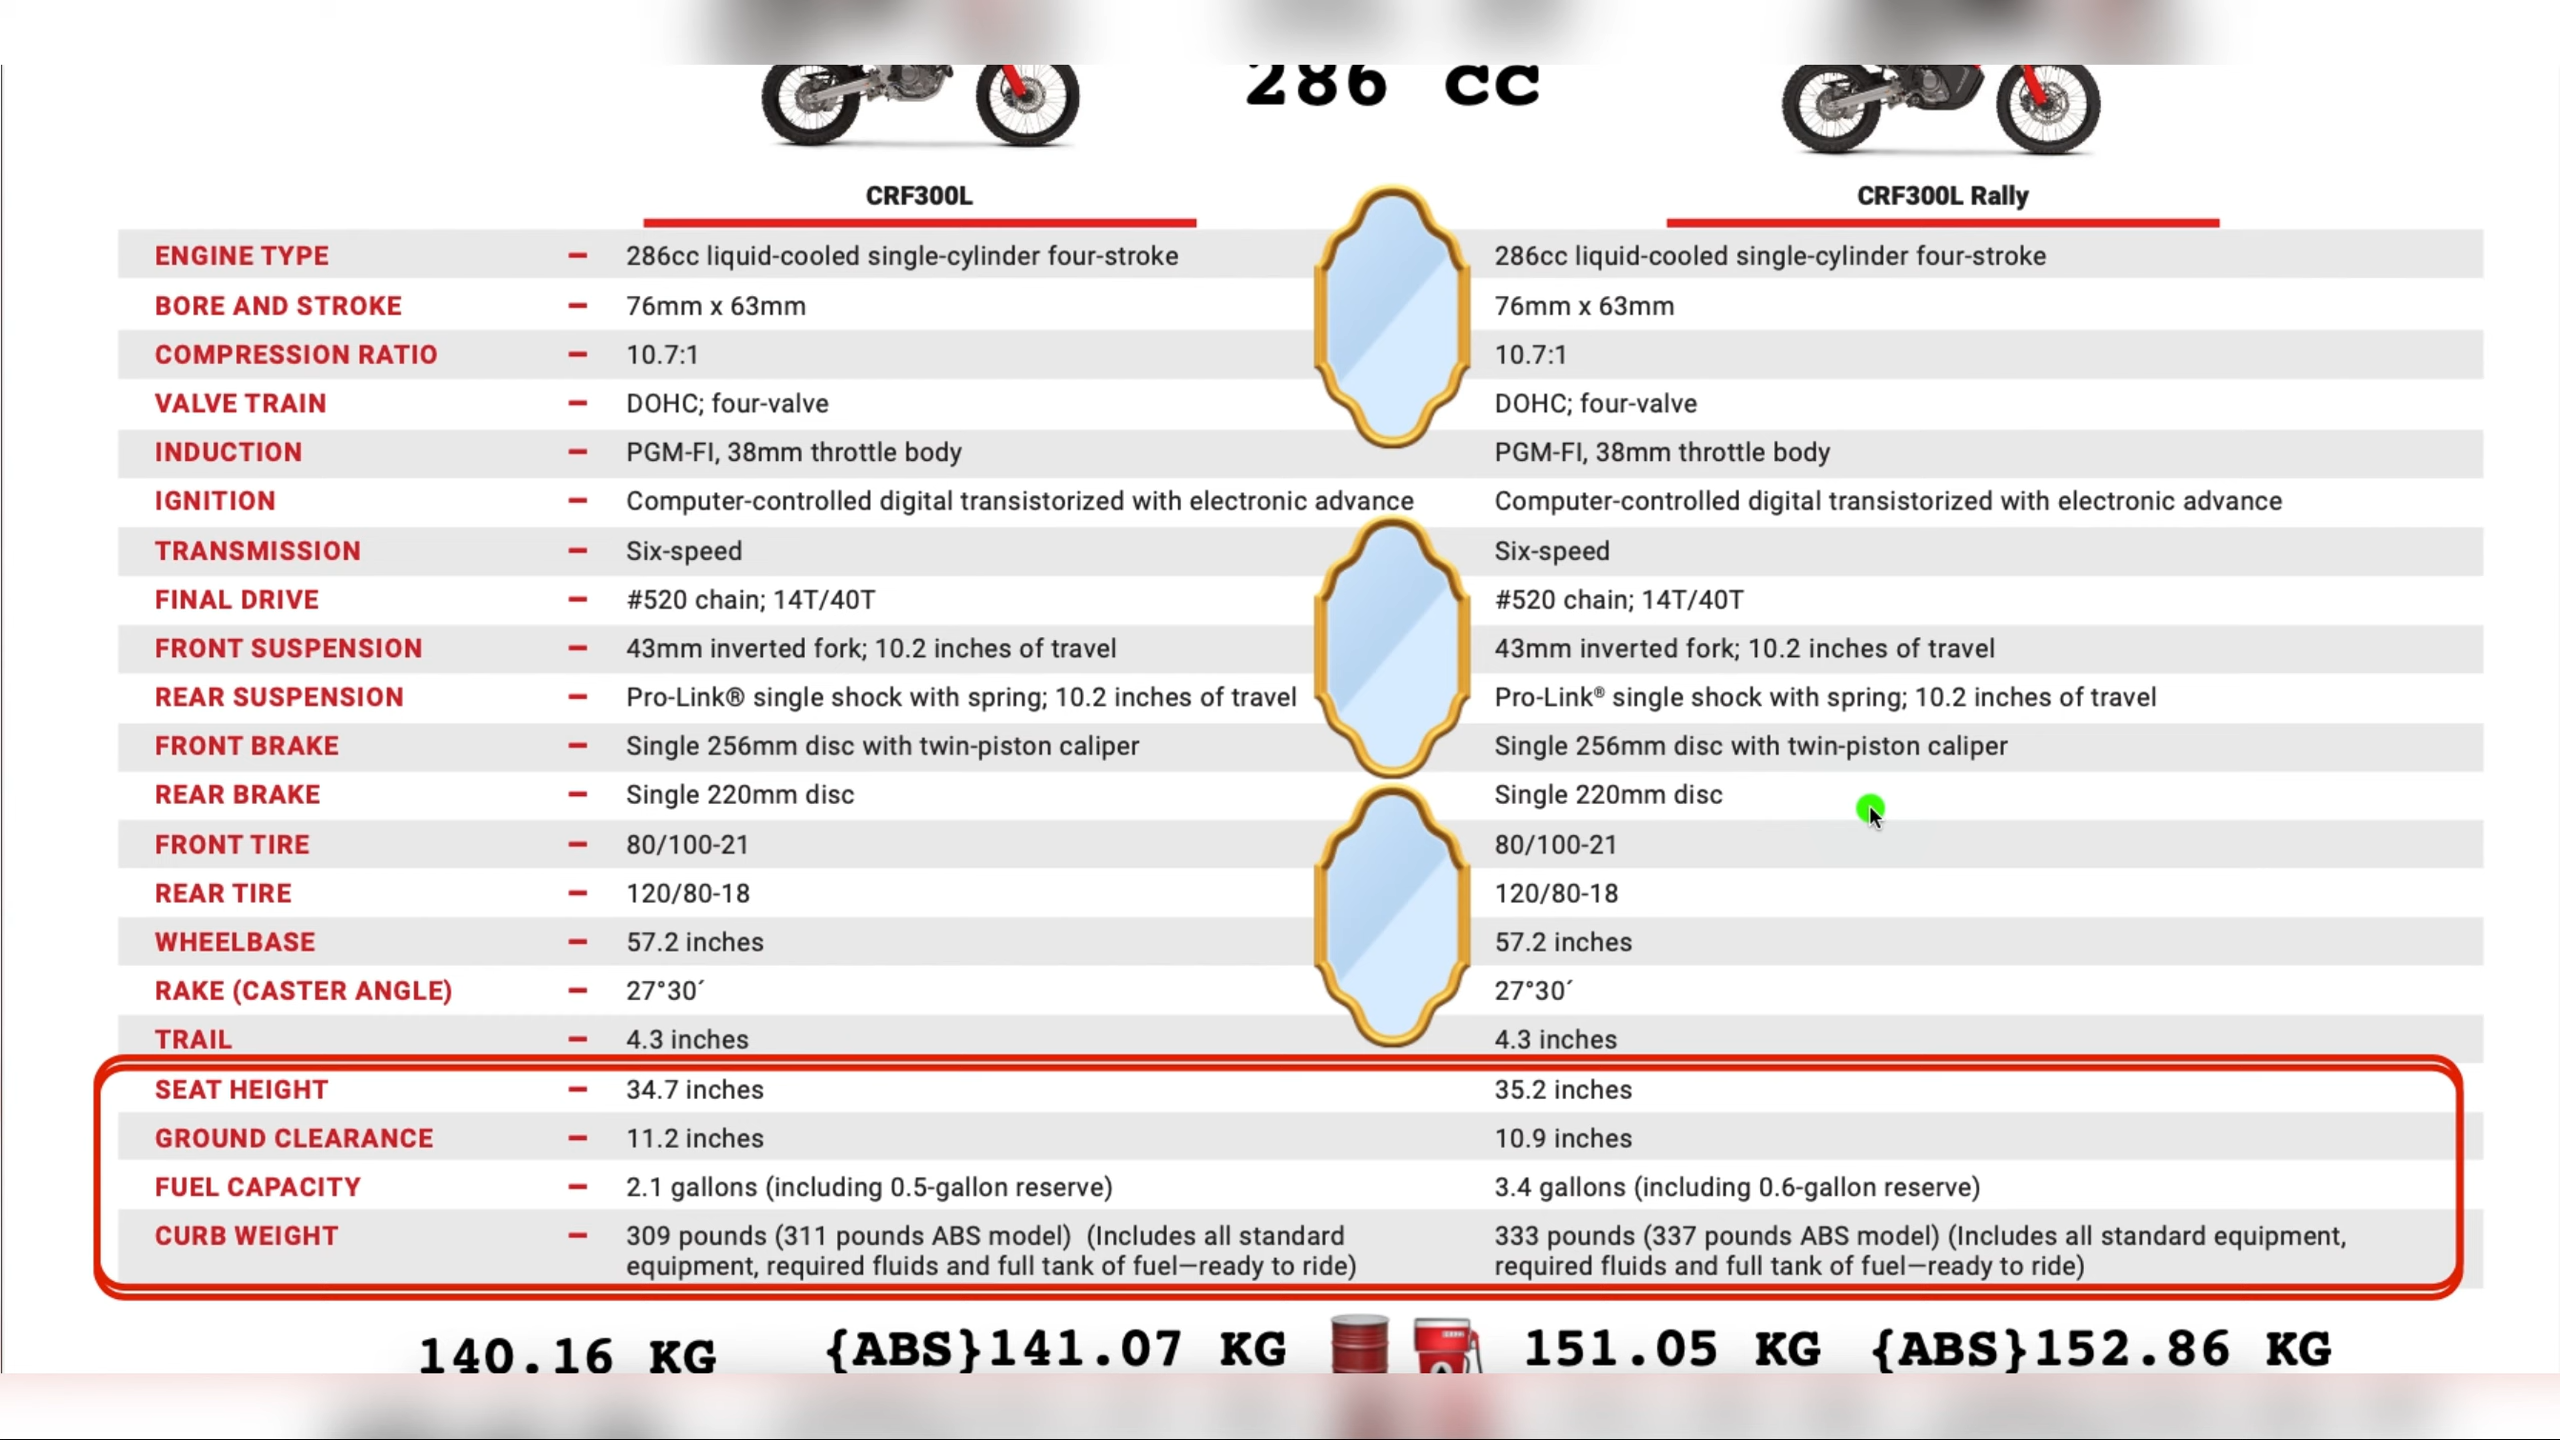 286 cc
CRF300L
CRF300L Rally
ENGINE TYPE – 286cc liquid-cooled single-cylinder four-stroke 286cc liquid-cooled single-cylinder four-stroke
BORE AND STROKE – 76mm x 63mm 76mm x 63mm
COMPRESSION RATIO – 10.7:1 10.7:1
VALVE TRAIN – DOHC; four-valve DOHC; four-valve
INDUCTION – PGM-FI, 38mm throttle body PGM-FI, 38mm throttle body
IGNITION – Computer-controlled digital transistorized with electronic advance Computer-controlled digital transistorized with electronic advance
TRANSMISSION – Six-speed Six-speed
FINAL DRIVE – #520 chain; 14T/40T #520 chain; 14T/40T
FRONT SUSPENSION – 43mm inverted fork; 10.2 inches of travel 43mm inverted fork; 10.2 inches of travel
REAR SUSPENSION – Pro-Link® single shock with spring; 10.2 inches of travel Pro-Link® single shock with spring; 10.2 inches of travel
FRONT BRAKE – Single 256mm disc with twin-piston caliper Single 256mm disc with twin-piston caliper
REAR BRAKE – Single 220mm disc Single 220mm disc
FRONT TIRE – 80/100-21 80/100-21
REAR TIRE – 120/80-18 120/80-18
WHEELBASE – 57.2 inches 57.2 inches
RAKE (CASTER ANGLE) – 27°30´ 27°30´
TRAIL – 4.3 inches 4.3 inches
SEAT HEIGHT – 34.7 inches 35.2 inches
GROUND CLEARANCE – 11.2 inches 10.9 inches
FUEL CAPACITY – 2.1 gallons (including 0.5-gallon reserve) 3.4 gallons (including 0.6-gallon reserve)
CURB WEIGHT – 309 pounds (311 pounds ABS model) (Includes all standard 333 pounds (337 pounds ABS model) (Includes all standard equipment,
equipment, required fluids and full tank of fuel—ready to ride) required fluids and full tank of fuel—ready to ride)
140.16 KG {ABS}141.07 KG 151.05 KG {ABS}152.86 KG